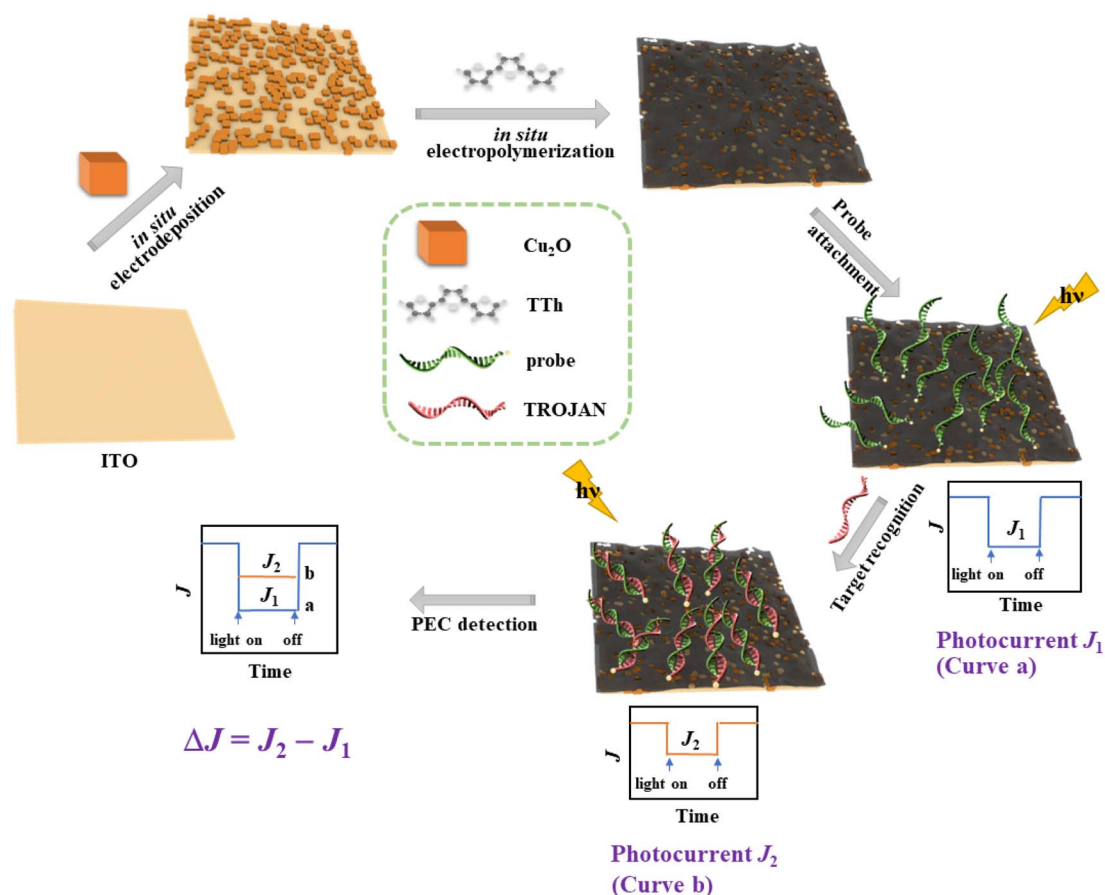 in situ
electropolymerization
in situ
electrodeposition
Probe
attachment
Cu₂O
TTh
probe
TROJAN
hν
ITO
hν
J
J₁
light on
off
Time
Target recognition
Photocurrent J₁
(Curve a)
J
J₂
b
J₁
a
light on
off
Time
PEC detection
ΔJ = J₂ – J₁
J
J₂
light on
off
Time
Photocurrent J₂
(Curve b)